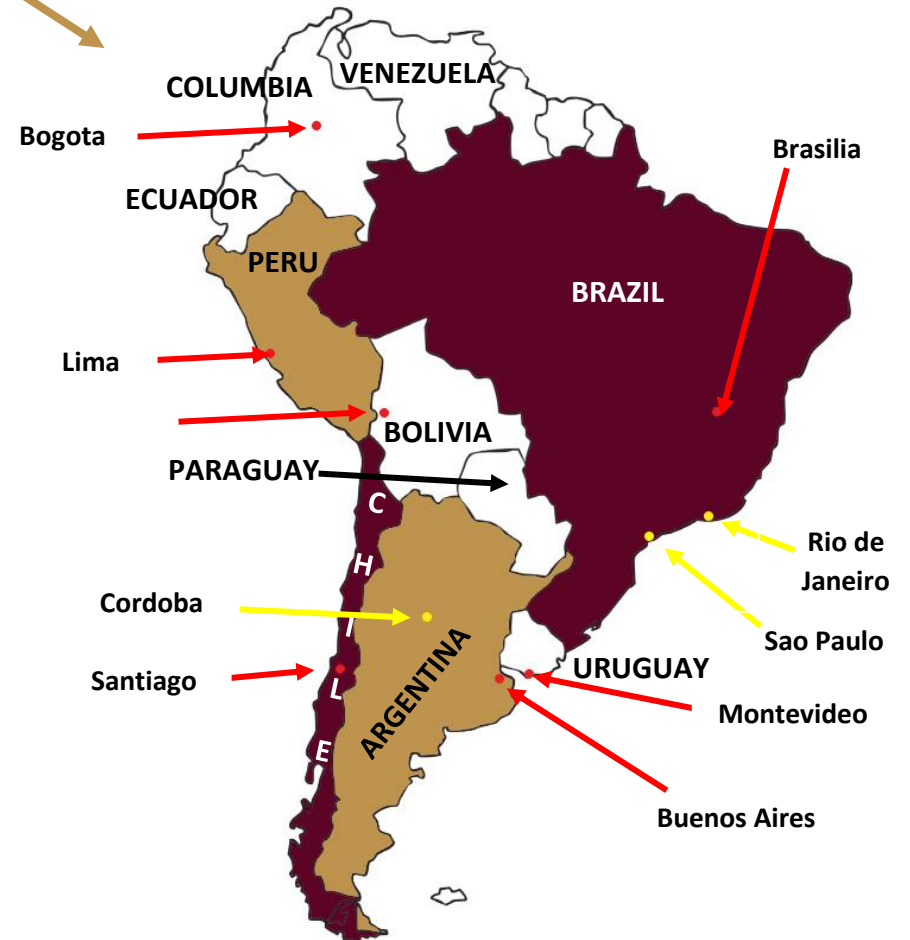 VENEZUELA
COLUMBIA
Bogota
Brasilia
ECUADOR
PERU
BRAZIL
Lima
BOLIVIA
PARAGUAY
CHILE
Rio de
Janeiro
Cordoba
Sao Paulo
ARGENTINA
URUGUAY
Santiago
Montevideo
Buenos Aires